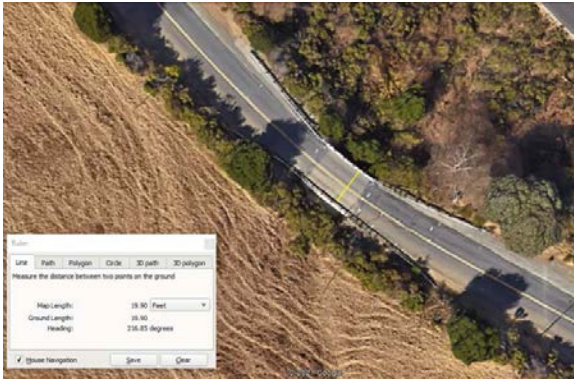 Ruler
Line Path Polygon Circle 3D path 3D polygon
Measure the distance between two points on the ground
Map Length: 19.90 Feet
Ground Length: 19.90
Heading: 216.85 degrees
Mouse Navigation Save Clear
Google